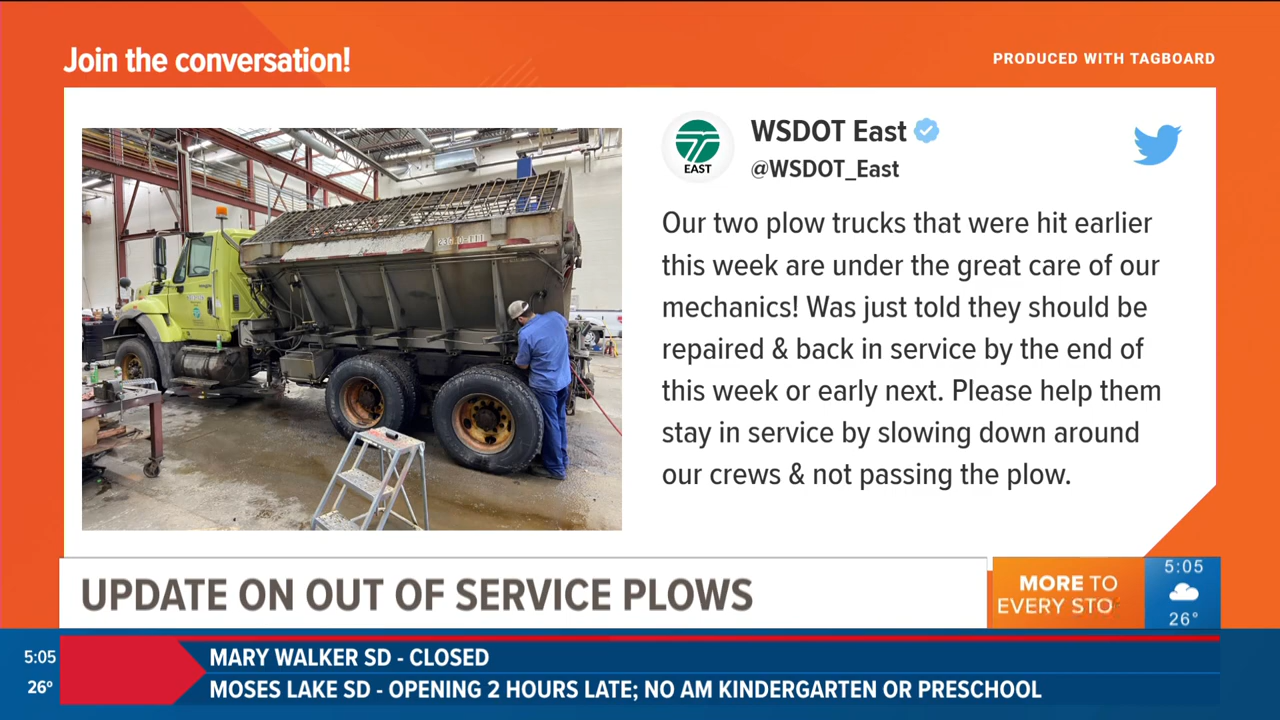 Join the conversation!
PRODUCED WITH TAGBOARD
EAST
WSDOT East
@WSDOT_East
Our two plow trucks that were hit earlier
this week are under the great care of our
mechanics! Was just told they should be
repaired & back in service by the end of
this week or early next. Please help them
stay in service by slowing down around
our crews & not passing the plow.
UPDATE ON OUT OF SERVICE PLOWS
MORE TO
EVERY STO
5:05
26°
5:05
26°
MARY WALKER SD - CLOSED
MOSES LAKE SD - OPENING 2 HOURS LATE; NO AM KINDERGARTEN OR PRESCHOOL